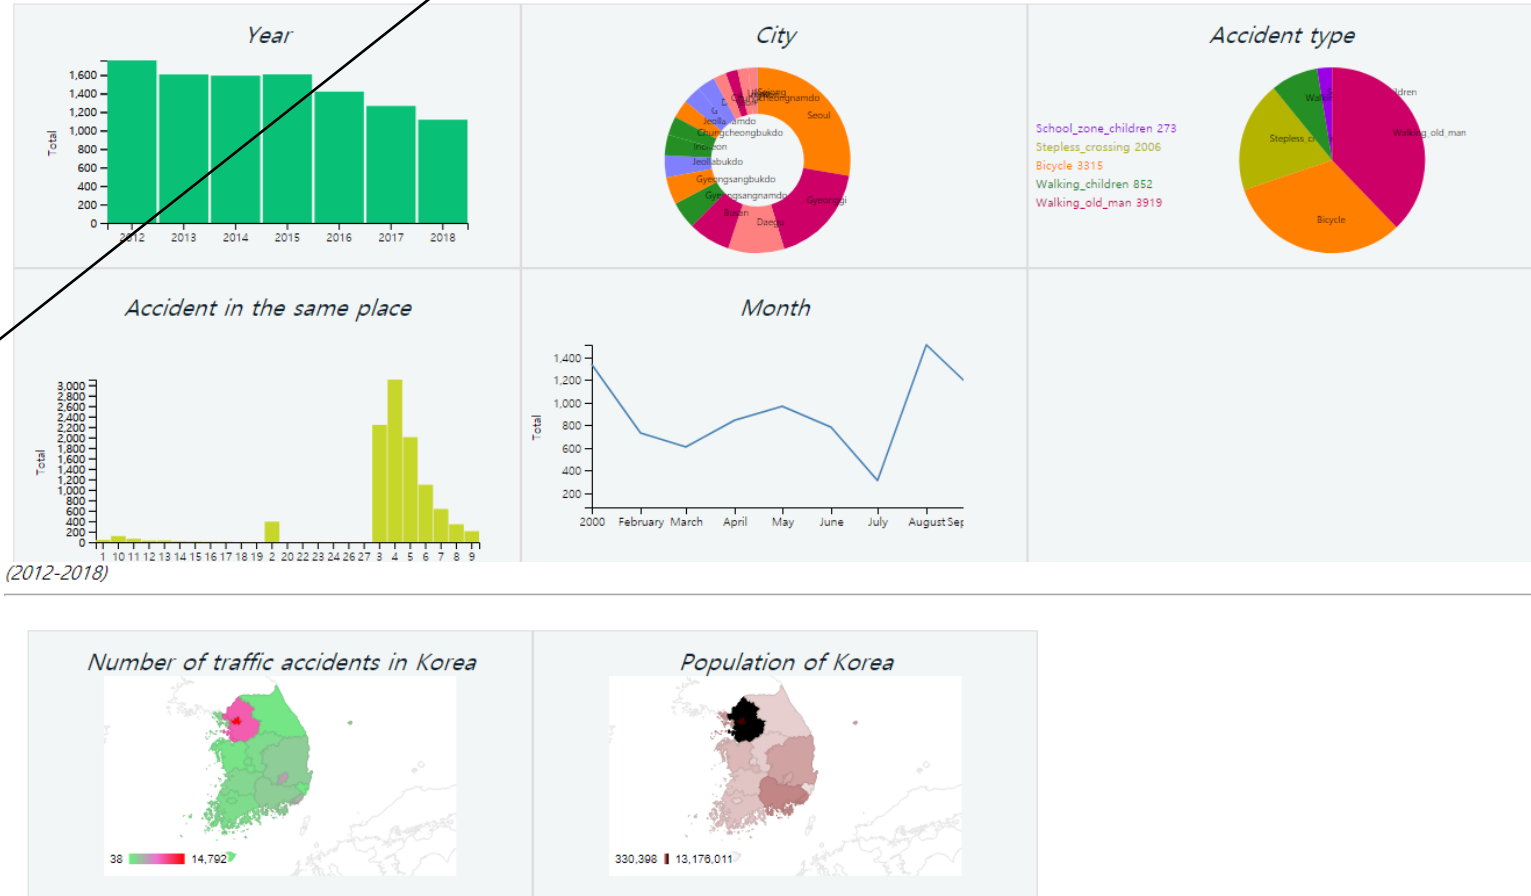 Year
Total
1,600
1,400
1,200
1,000
800
600
400
200
0
2012 2013 2014 2015 2016 2017 2018
City
Seoul
Gyeonggi
Daegu
Busan
Gyeongsangnamdo
Gyeongsangbukdo
Jeollabukdo
Incheon
Chungcheongbukdo
Jeollanamdo
Chungcheongnamdo
Accident type
School_zone_children 273
Stepless_crossing 2006
Bicycle 3315
Walking_children 852
Walking_old_man 3919
Walking_old_man
Bicycle
Accident in the same place
Total
3,000
2,800
2,600
2,400
2,200
2,000
1,800
1,600
1,400
1,200
1,000
800
600
400
200
0
1 10 11 12 13 14 15 16 17 18 19 2 20 22 23 24 26 27 3 4 5 6 7 8 9
Month
Total
1,400
1,200
1,000
800
600
400
200
2000 February March April May June July August Sep
(2012-2018)
Number of traffic accidents in Korea
38 14,792
Population of Korea
330,398 13,176,011